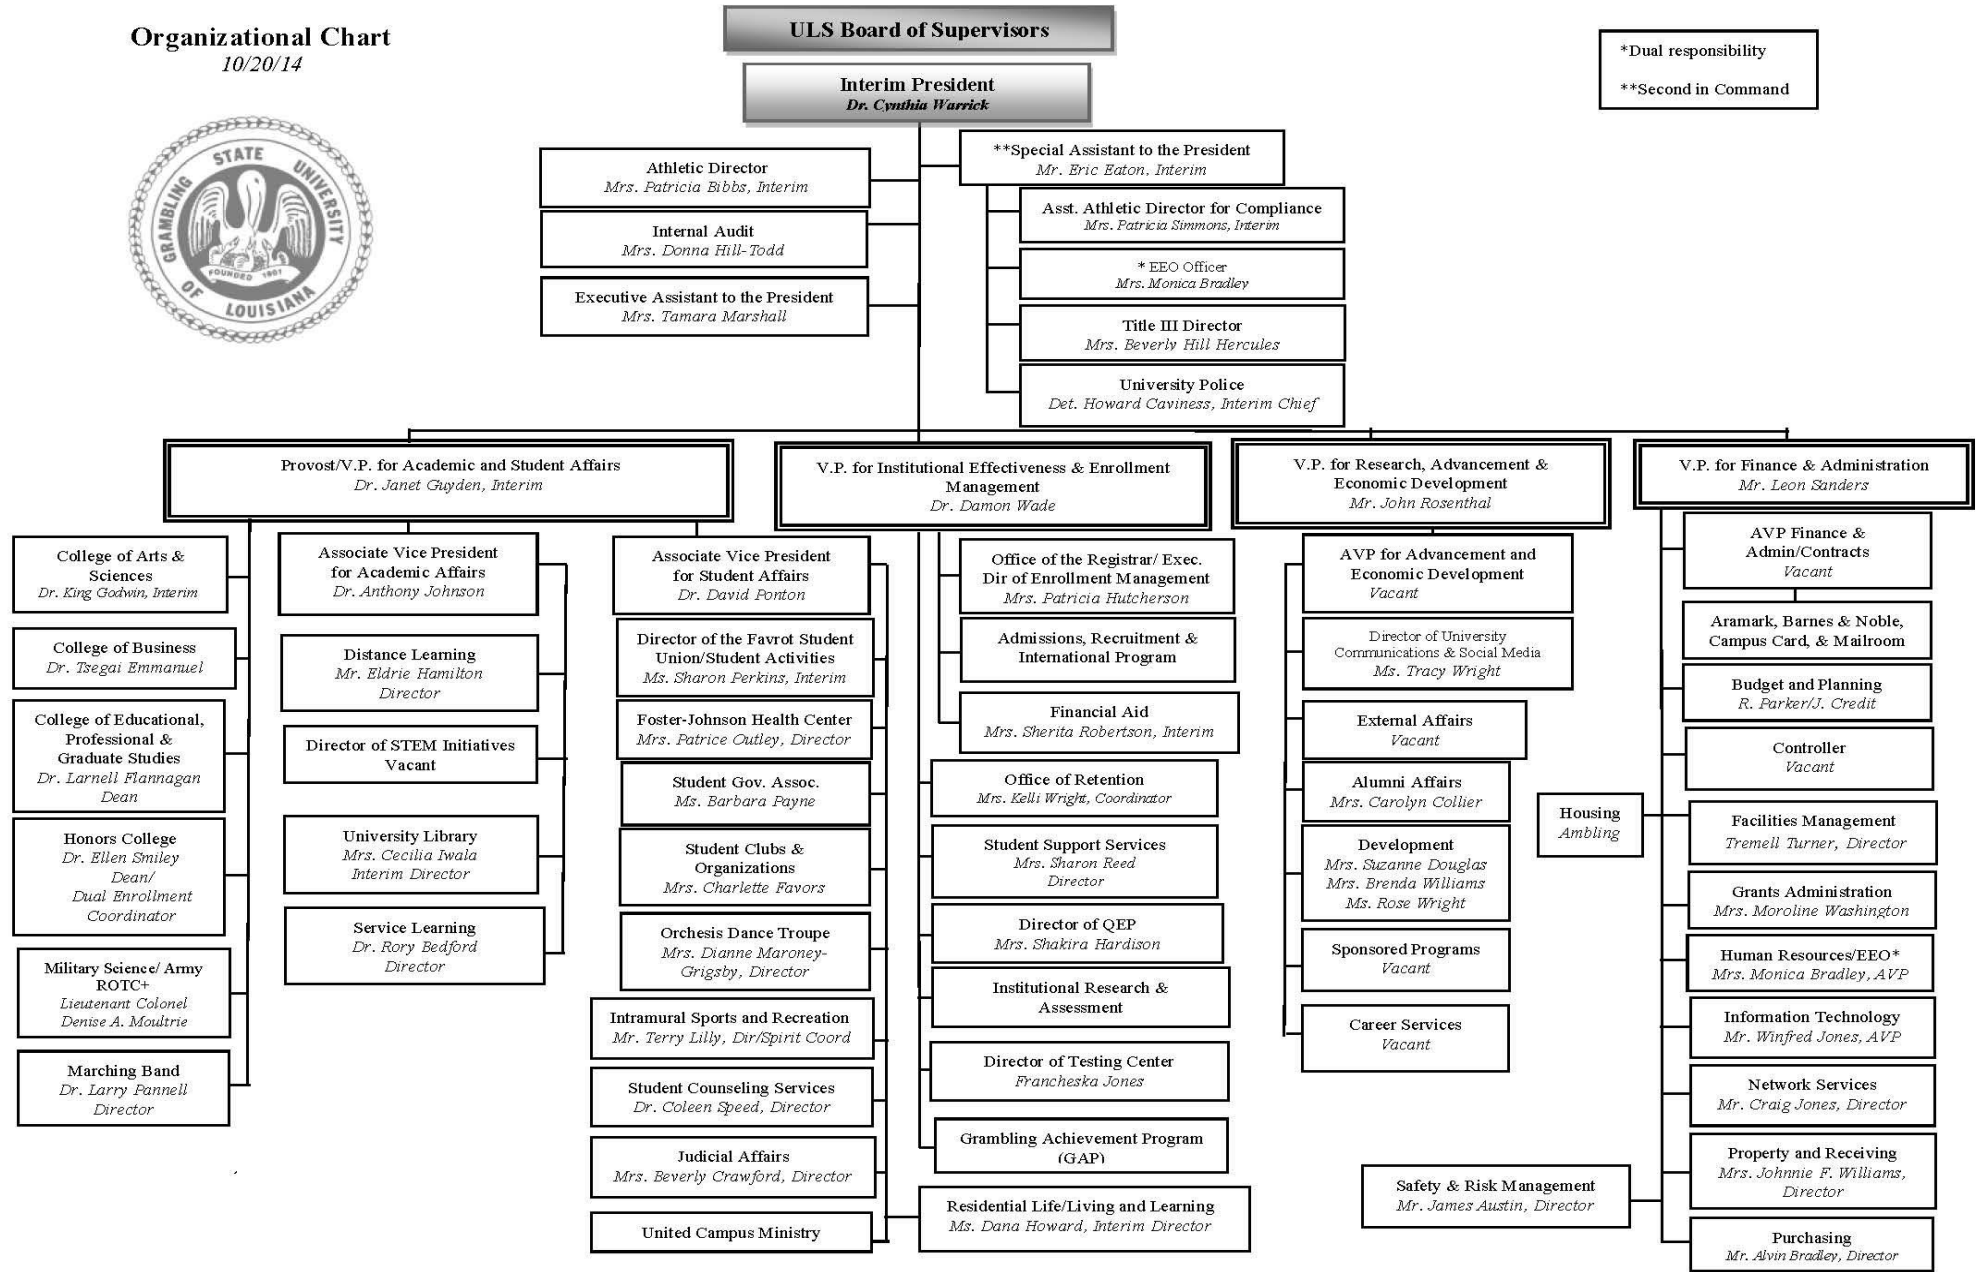 Organizational Chart
10/20/14
GRAMBLING STATE UNIVERSITY
OF LOUISIANA
FOUNDED 1901
ULS Board of Supervisors
Interim President
Dr. Cynthia Warrick
*Dual responsibility
**Second in Command
Athletic Director
Mrs. Patricia Bibbs, Interim
Internal Audit
Mrs. Donna Hill-Todd
Executive Assistant to the President
Mrs. Tamara Marshall
**Special Assistant to the President
Mr. Eric Eaton, Interim
Asst. Athletic Director for Compliance
Mrs. Patricia Simmons, Interim
* EEO Officer
Mrs. Monica Bradley
Title III Director
Mrs. Beverly Hill Hercules
University Police
Det. Howard Caviness, Interim Chief
Provost/V.P. for Academic and Student Affairs
Dr. Janet Guyden, Interim
College of Arts &
Sciences
Dr. King Godwin, Interim
College of Business
Dr. Tsegai Emmanuel
College of Educational,
Professional &
Graduate Studies
Dr. Larnell Flannagan
Dean
Honors College
Dr. Ellen Smiley
Dean/
Dual Enrollment
Coordinator
Military Science/ Army
ROTC+
Lieutenant Colonel
Denise A. Moultrie
Marching Band
Dr. Larry Pannell
Director
Associate Vice President
for Academic Affairs
Dr. Anthony Johnson
Distance Learning
Mr. Eldrie Hamilton
Director
Director of STEM Initiatives
Vacant
University Library
Mrs. Cecilia Iwala
Interim Director
Service Learning
Dr. Rory Bedford
Director
Associate Vice President
for Student Affairs
Dr. David Ponton
Director of the Favrot Student
Union/Student Activities
Ms. Sharon Perkins, Interim
Foster-Johnson Health Center
Mrs. Patrice Outley, Director
Student Gov. Assoc.
Ms. Barbara Payne
Student Clubs &
Organizations
Mrs. Charlette Favors
Orchesis Dance Troupe
Mrs. Dianne Maroney-
Grigsby, Director
Intramural Sports and Recreation
Mr. Terry Lilly, Dir/Spirit Coord
Student Counseling Services
Dr. Coleen Speed, Director
Judicial Affairs
Mrs. Beverly Crawford, Director
United Campus Ministry
Residential Life/Living and Learning
Ms. Dana Howard, Interim Director
V.P. for Institutional Effectiveness & Enrollment
Management
Dr. Damon Wade
Office of the Registrar/ Exec.
Dir of Enrollment Management
Mrs. Patricia Hutcherson
Admissions, Recruitment &
International Program
Financial Aid
Mrs. Sherita Robertson, Interim
Office of Retention
Mrs. Kelli Wright, Coordinator
Student Support Services
Mrs. Sharon Reed
Director
Director of QEP
Mrs. Shakira Hardison
Institutional Research &
Assessment
Director of Testing Center
Francheska Jones
Grambling Achievement Program
(GAP)
V.P. for Research, Advancement &
Economic Development
Mr. John Rosenthal
AVP for Advancement and
Economic Development
Vacant
Director of University
Communications & Social Media
Ms. Tracy Wright
External Affairs
Vacant
Alumni Affairs
Mrs. Carolyn Collier
Development
Mrs. Suzanne Douglas
Mrs. Brenda Williams
Ms. Rose Wright
Sponsored Programs
Vacant
Career Services
Vacant
V.P. for Finance & Administration
Mr. Leon Sanders
AVP Finance &
Admin/Contracts
Vacant
Aramark, Barnes & Noble,
Campus Card, & Mailroom
Budget and Planning
R. Parker/J. Credit
Controller
Vacant
Housing
Ambling
Facilities Management
Tremell Turner, Director
Grants Administration
Mrs. Moroline Washington
Human Resources/EEO*
Mrs. Monica Bradley, AVP
Information Technology
Mr. Winfred Jones, AVP
Network Services
Mr. Craig Jones, Director
Property and Receiving
Mrs. Johnnie F. Williams,
Director
Safety & Risk Management
Mr. James Austin, Director
Purchasing
Mr. Alvin Bradley, Director